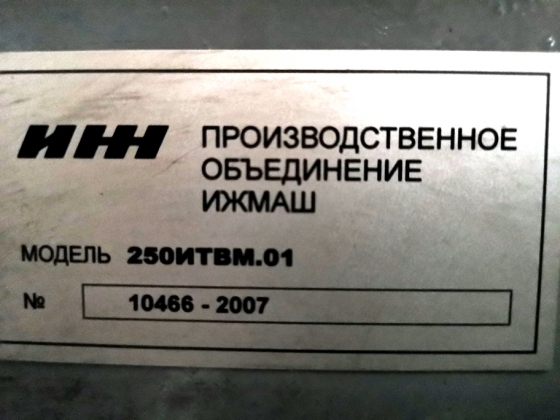 ИЖ ПРОИЗВОДСТВЕННОЕ
ОБЪЕДИНЕНИЕ
ИЖМАШ
МОДЕЛЬ 250ИТВМ.01
№ 10466 - 2007